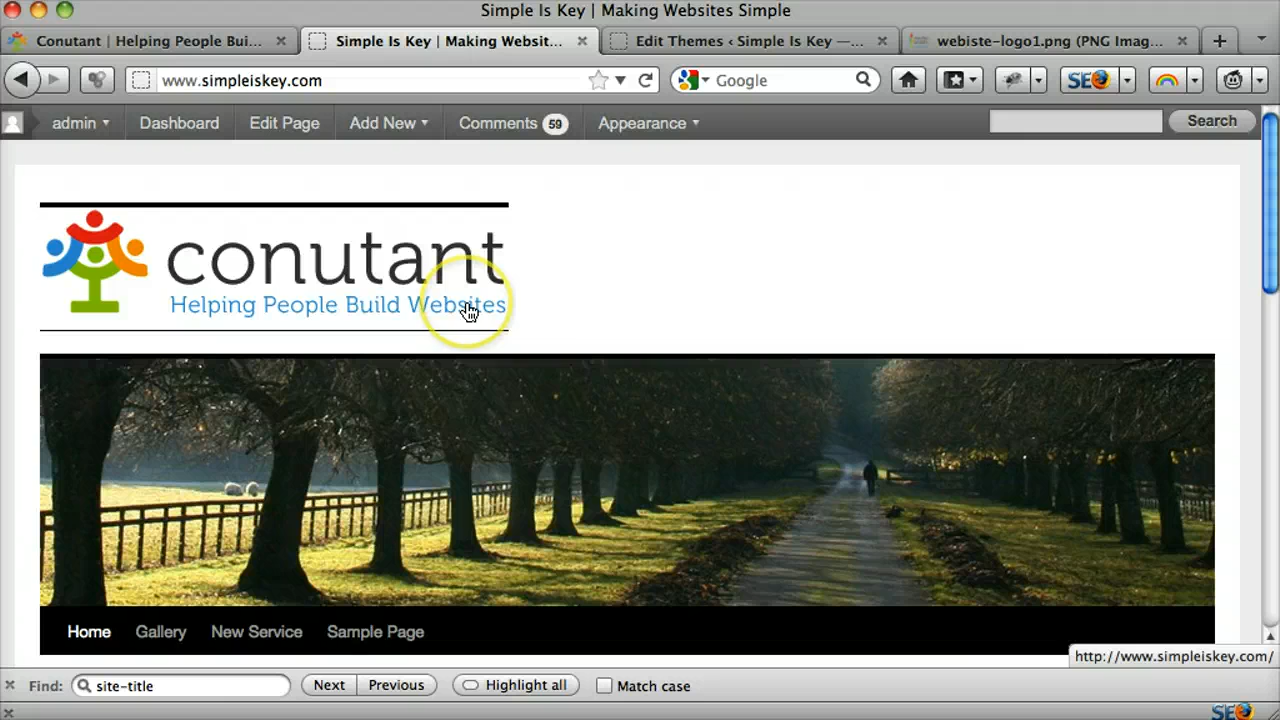 Simple Is Key | Making Websites Simple
Conutant | Helping People Bui...
Simple Is Key | Making Websit...
Edit Themes ‹ Simple Is Key —...
webiste-logo1.png (PNG Imag...
www.simpleiskey.com
Google
SEO
admin
Dashboard
Edit Page
Add New
Comments 59
Appearance
Search
conutant
Helping People Build Websites
Home
Gallery
New Service
Sample Page
http://www.simpleiskey.com/
Find:
site-title
Next
Previous
Highlight all
Match case
SEO